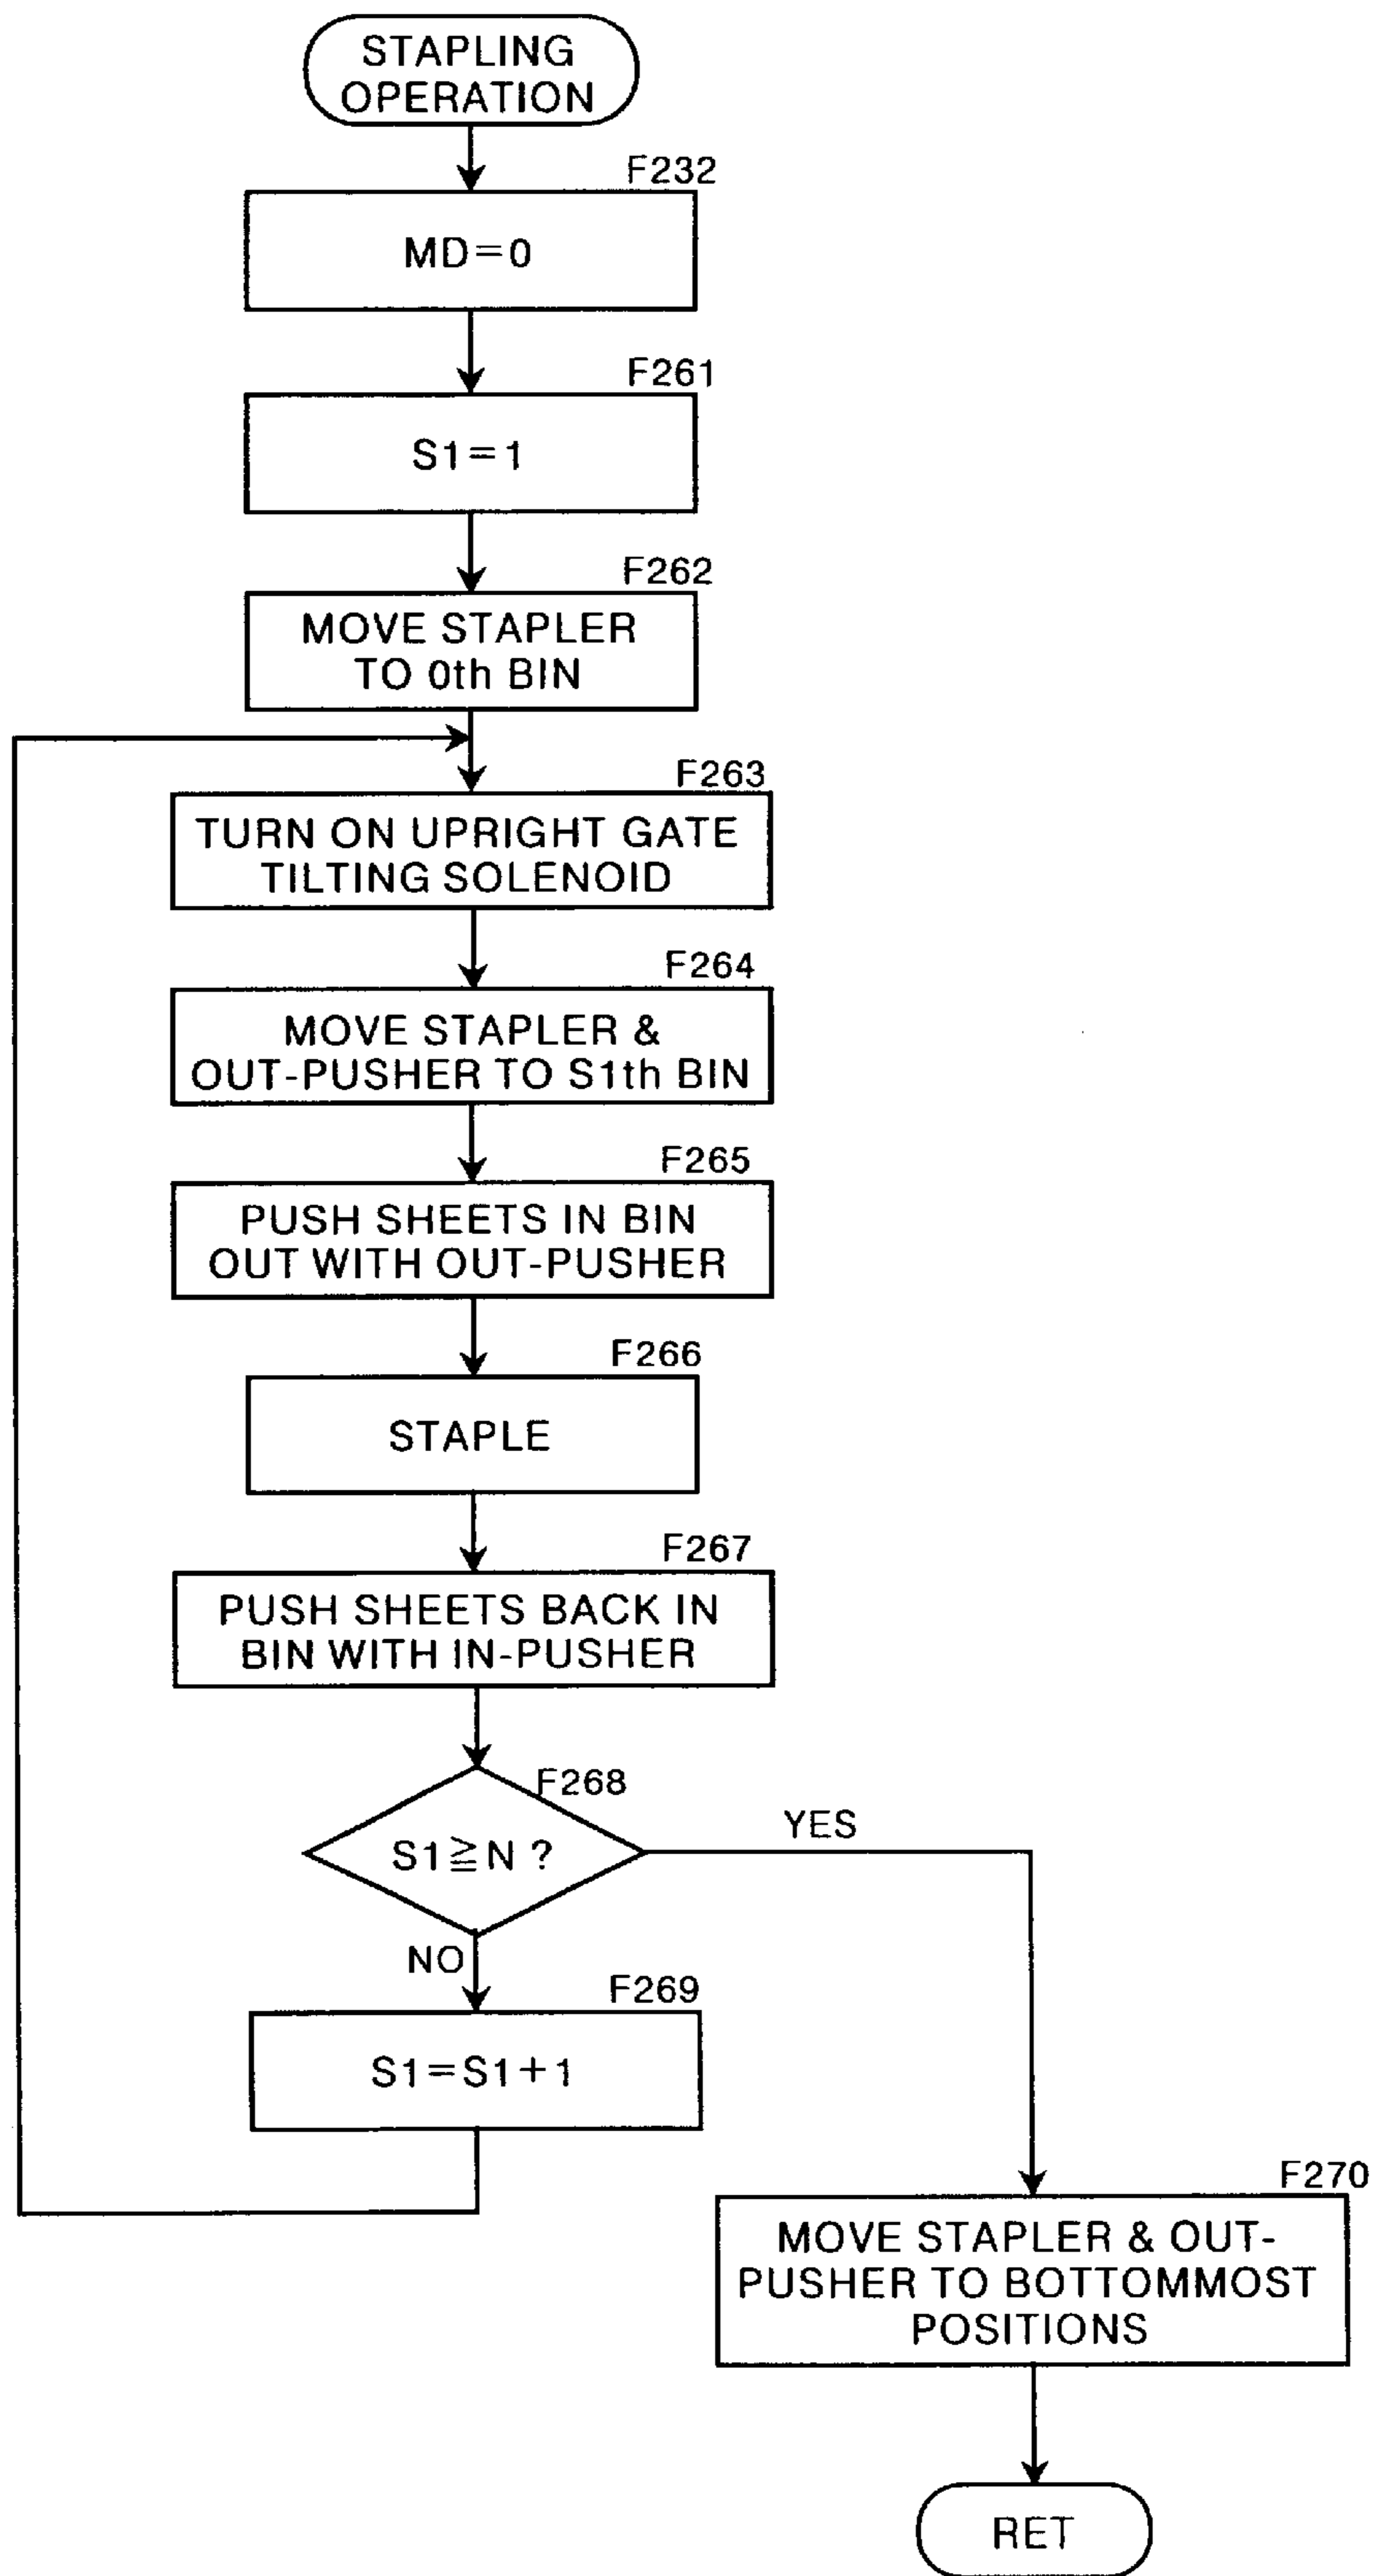 STAPLING
OPERATION
F232
MD=0
F261
S1=1
F262
MOVE STAPLER
TO 0th BIN
F263
TURN ON UPRIGHT GATE
TILTING SOLENOID
F264
MOVE STAPLER &
OUT-PUSHER TO S1th BIN
F265
PUSH SHEETS IN BIN
OUT WITH OUT-PUSHER
F266
STAPLE
F267
PUSH SHEETS BACK IN
BIN WITH IN-PUSHER
F268
S1≧N ?
YES
NO
F269
S1=S1+1
F270
MOVE STAPLER & OUT-
PUSHER TO BOTTOMMOST
POSITIONS
RET